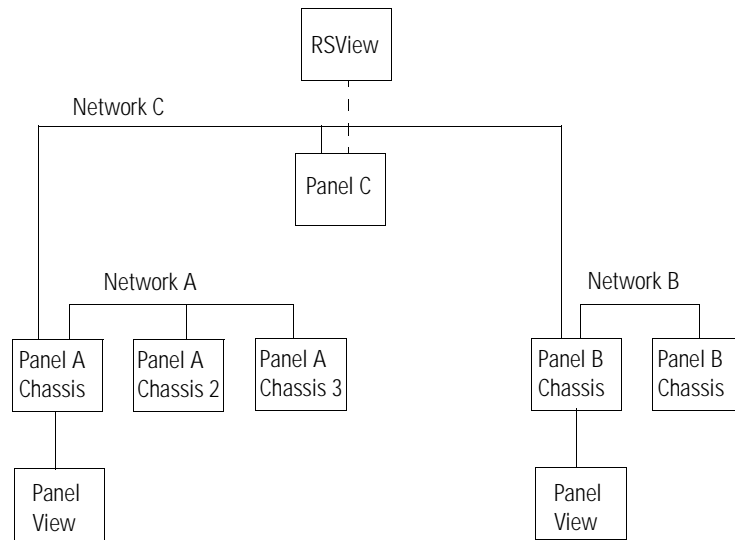 RSView
Network C
Panel C
Network A
Network B
Panel A
Chassis
Panel A
Chassis 2
Panel A
Chassis 3
Panel B
Chassis
Panel B
Chassis
Panel
View
Panel
View